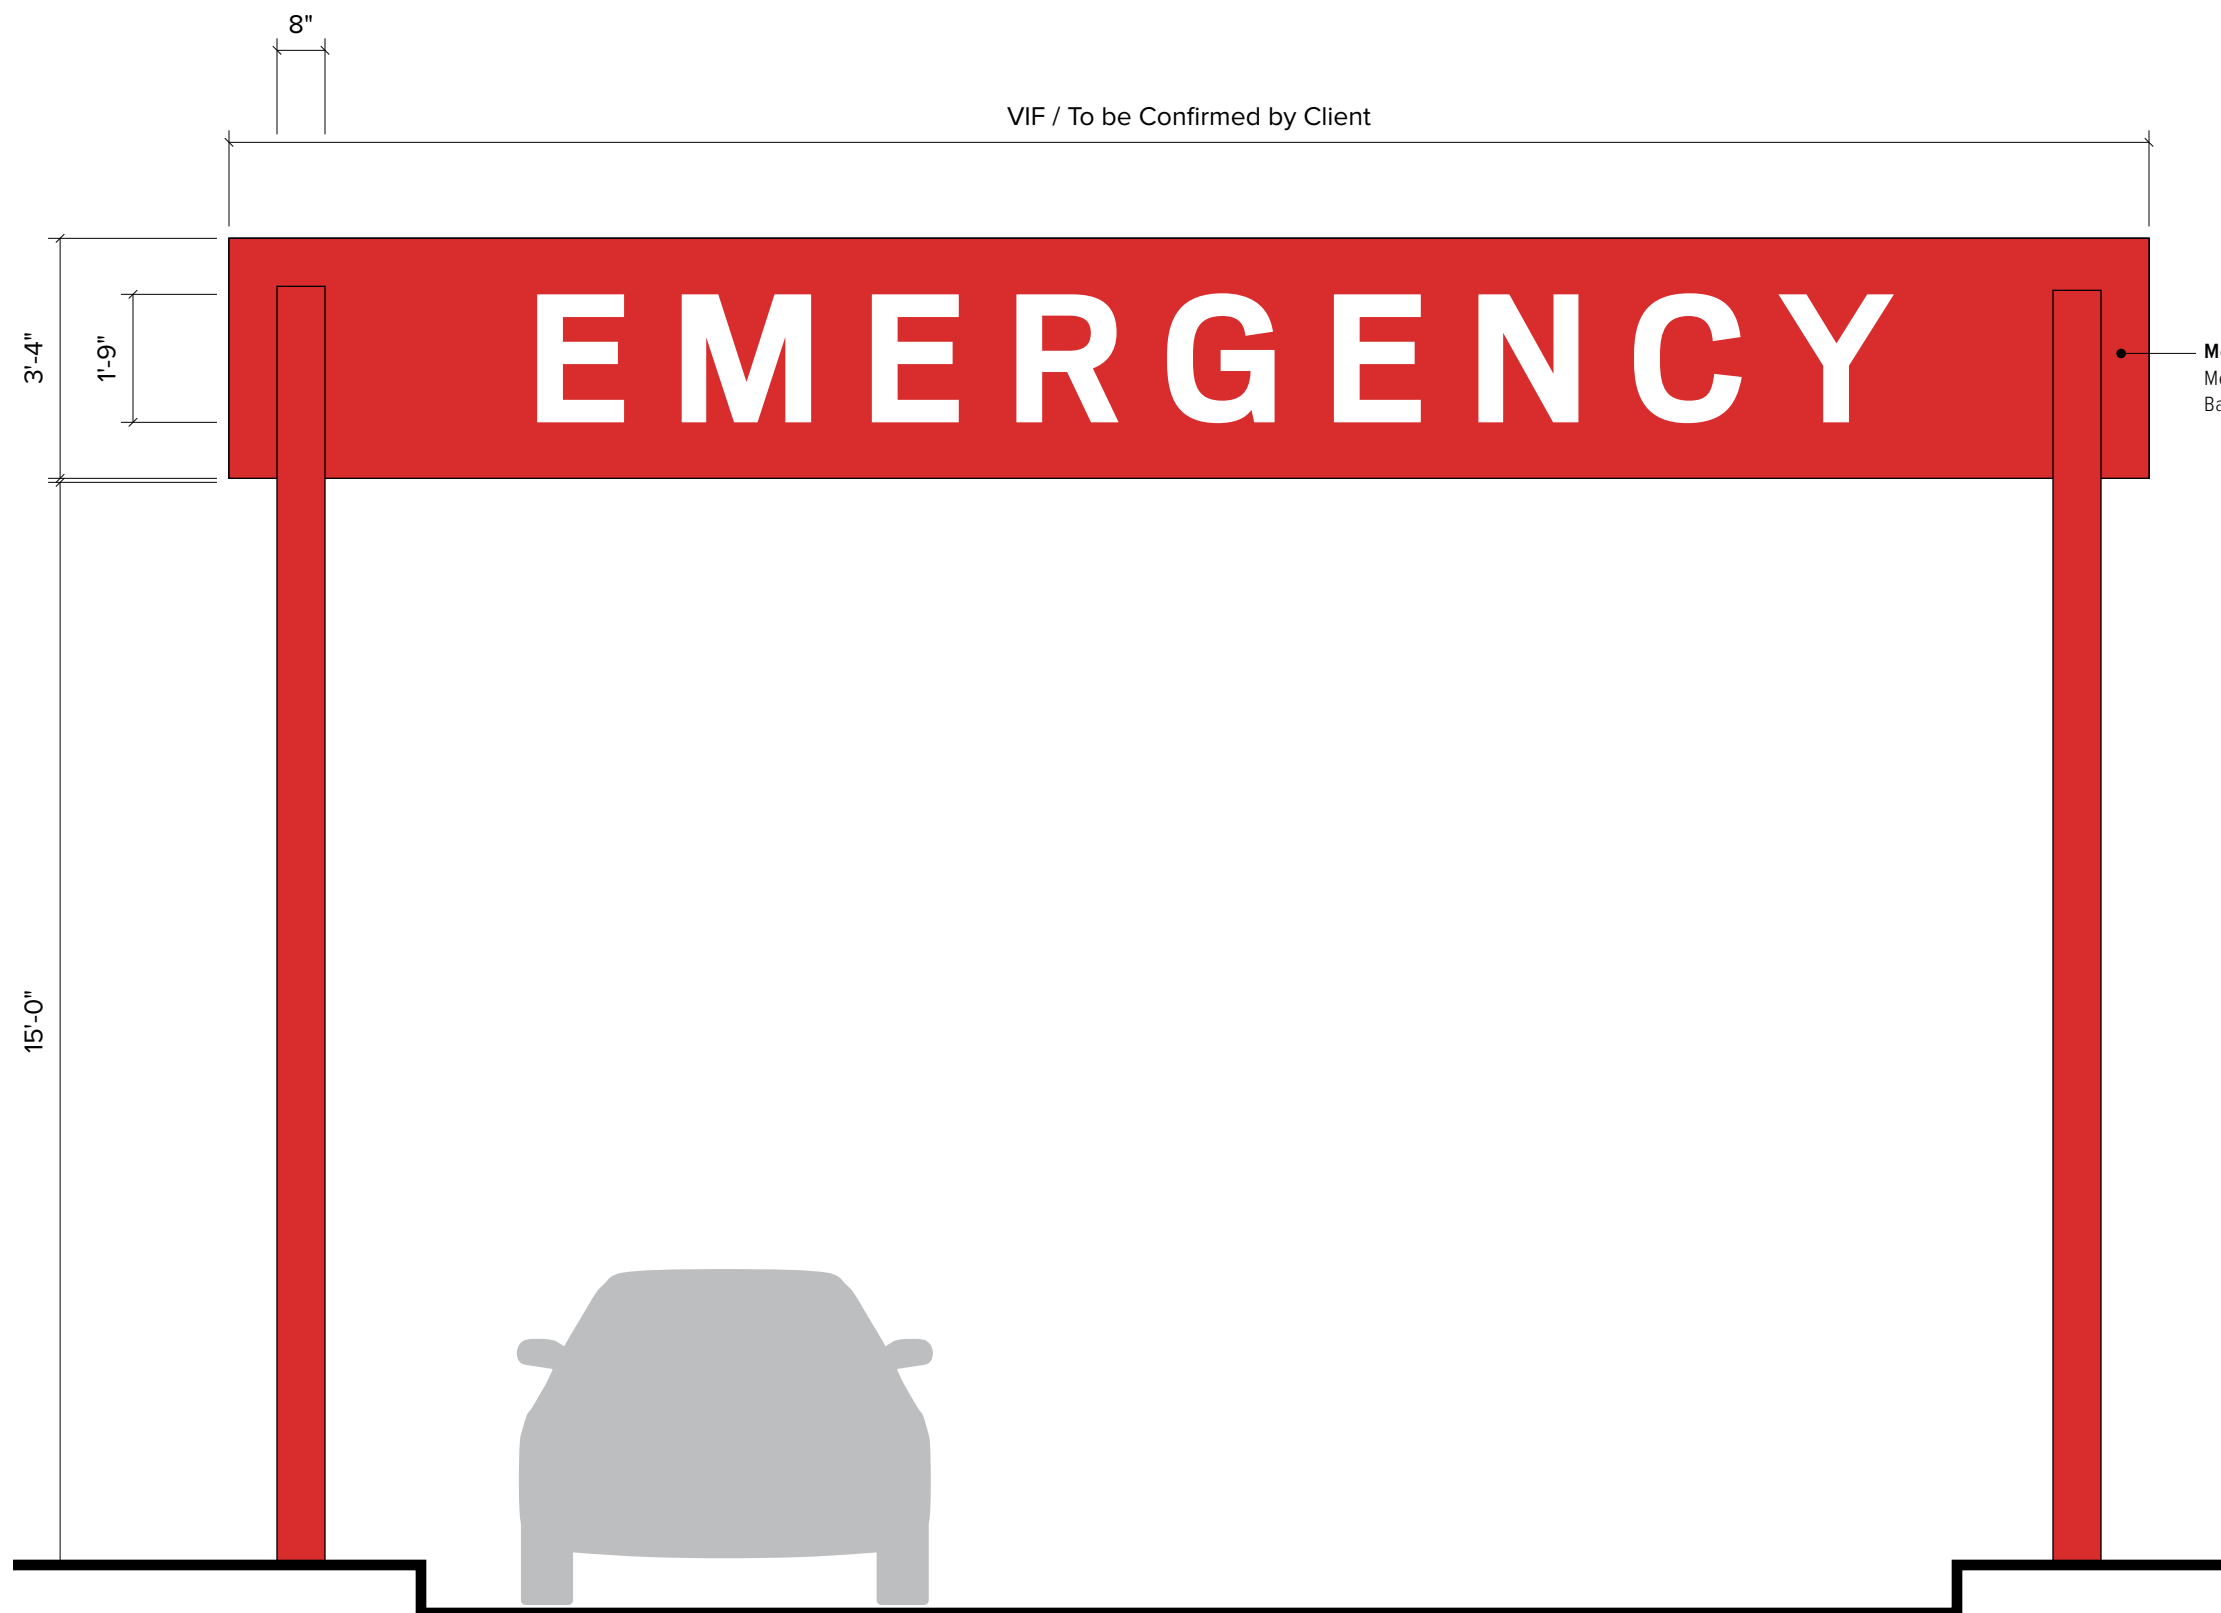 8"
VIF / To be Confirmed by Client
3'-4"
1'-9"
EMERGENCY
15'-0"